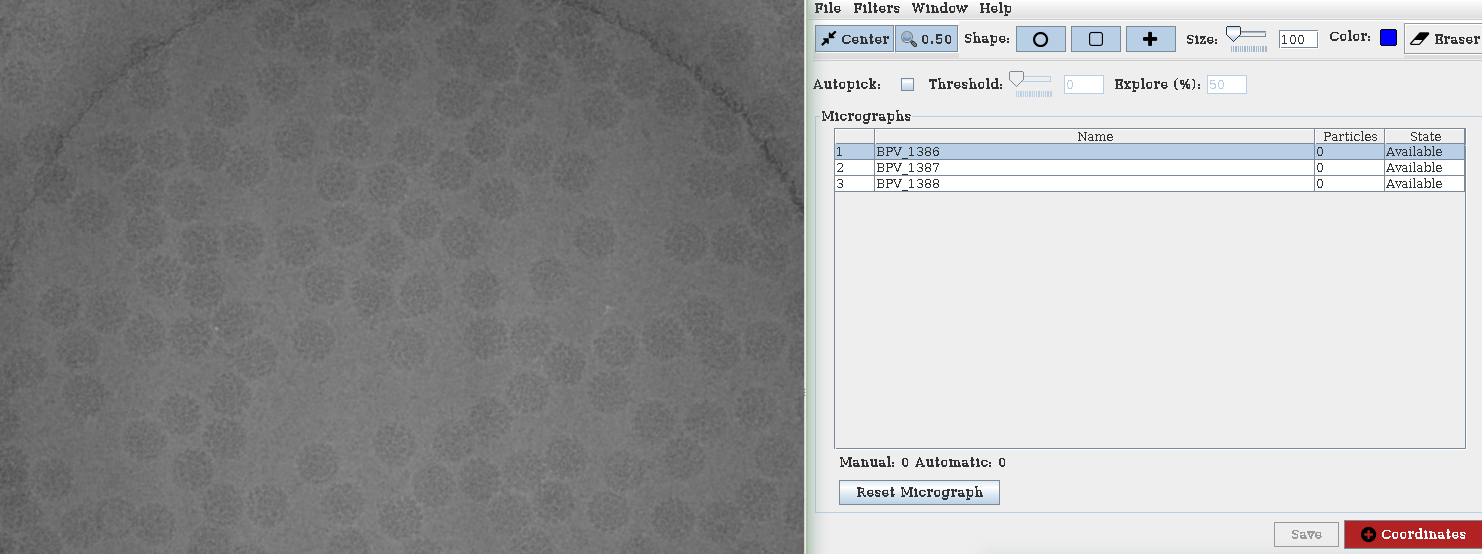 File Filters Window Help
Center 0.50 Shape: Size: 100 Color: Eraser
Autopick: Threshold: 0 Explore (%): 50
Micrographs
Name Particles State
1 BPV_1386 0 Available
2 BPV_1387 0 Available
3 BPV_1388 0 Available
Manual: 0 Automatic: 0
Reset Micrograph
Save Coordinates